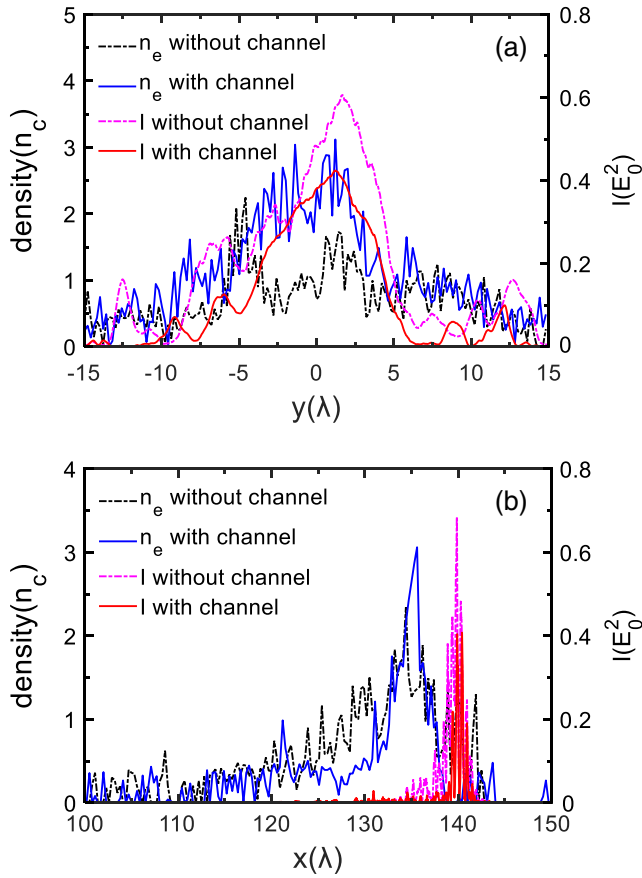 (a)
n_e without channel
n_e with channel
I without channel
I with channel
density(n_c)
I(E_0^2)
5
4
3
2
1
0
0.8
0.6
0.4
0.2
0
-15 -10 -5 0 5 10 15
y(λ)
(b)
n_e without channel
n_e with channel
I without channel
I with channel
density(n_c)
I(E_0^2)
4
3
2
1
0
0.8
0.6
0.4
0.2
0
100 110 120 130 140 150
x(λ)